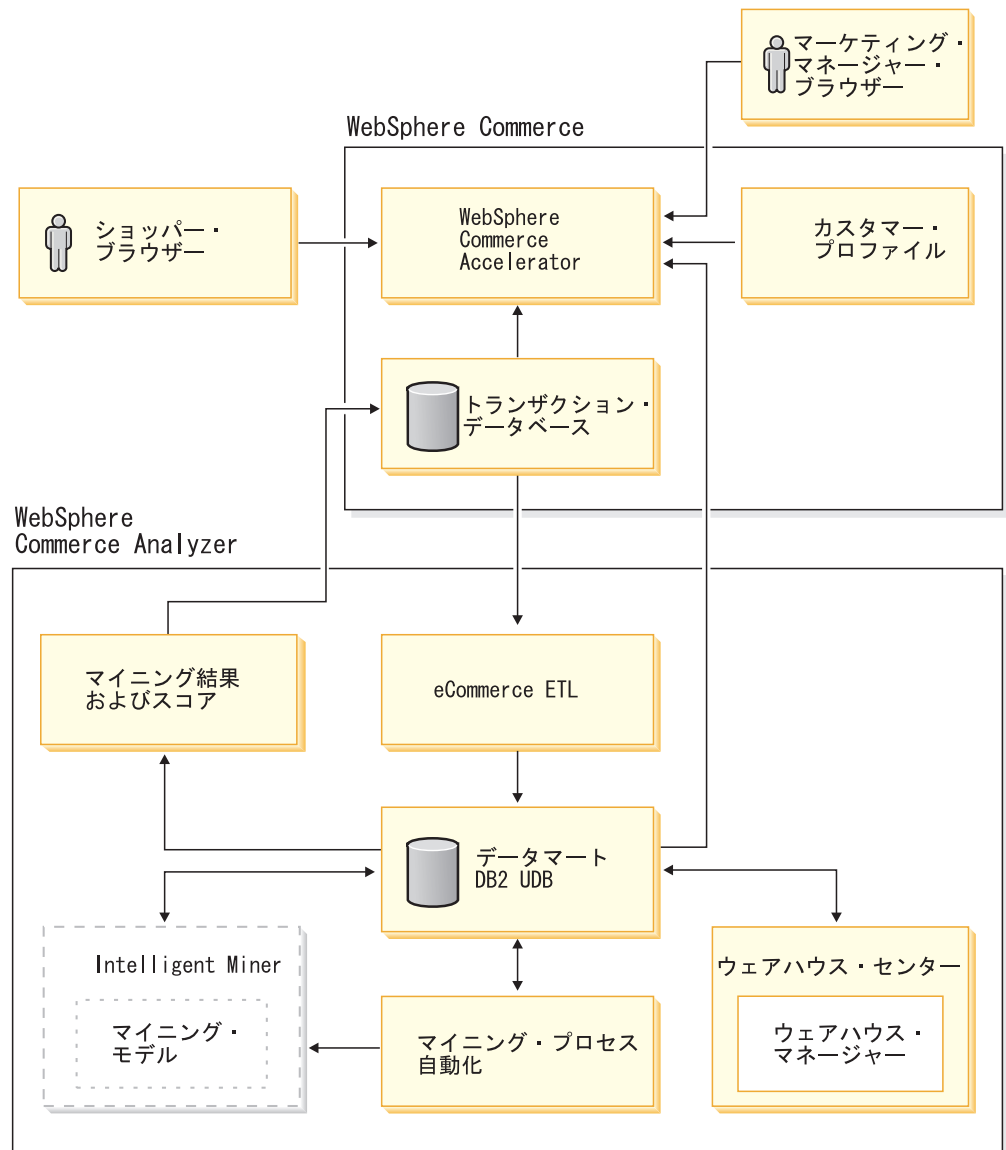 マーケティング・
マネージャー・
ブラウザー
WebSphere Commerce
ショッパー・
ブラウザー
WebSphere
Commerce
Accelerator
カスタマー・
プロファイル
トランザクション・
データベース
WebSphere
Commerce Analyzer
マイニング結果
およびスコア
eCommerce ETL
データマート
DB2 UDB
Intelligent Miner
マイニング・
モデル
マイニング・プロセス
自動化
ウェアハウス・センター
ウェアハウス・
マネージャー